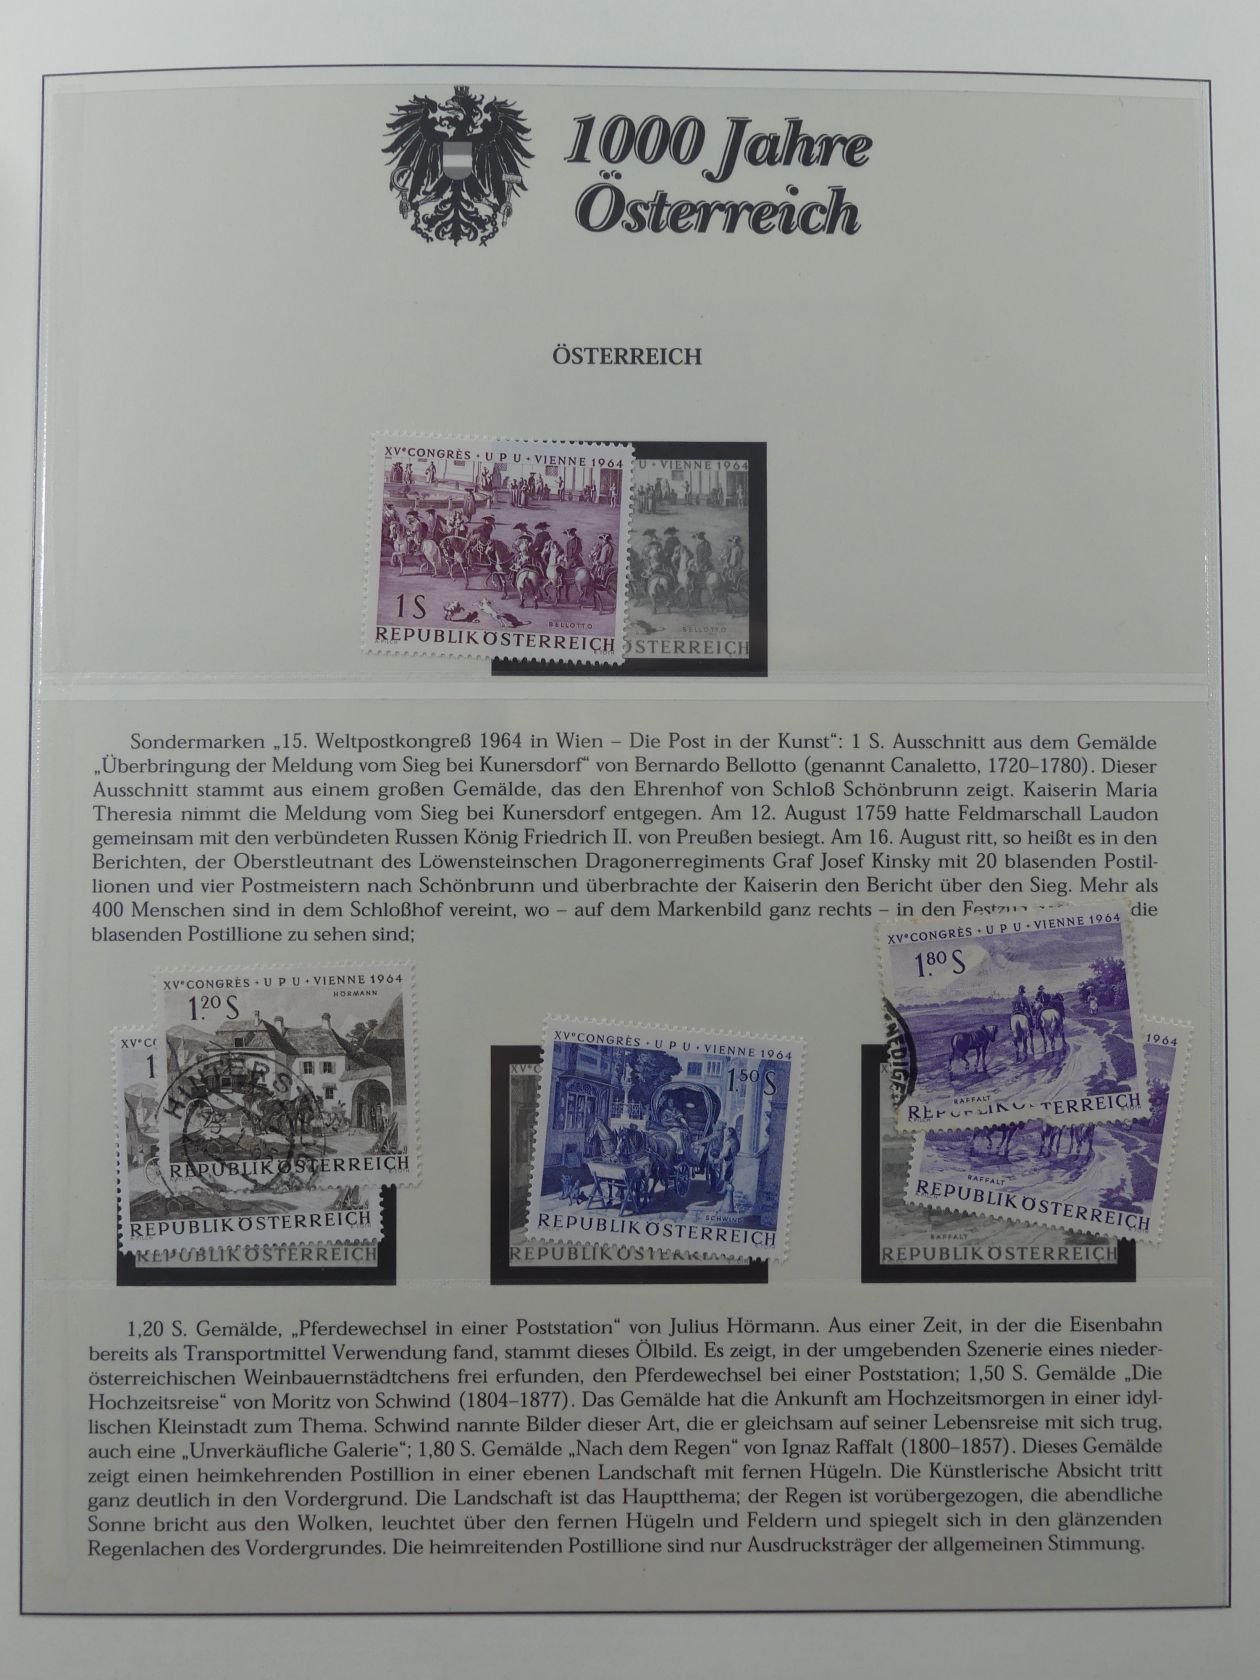 1000 Jahre
Österreich
ÖSTERREICH
XVᵉ CONGRÈS · UPU · VIENNE 1964
U · VIENNE 1964
1 S
BELLOTTO
BELLOTTO
REPUBLIK ÖSTERREICH
ÖSTERREICH
Sondermarken „15. Weltpostkongreß 1964 in Wien – Die Post in der Kunst“: 1 S. Ausschnitt aus dem Gemälde
„Überbringung der Meldung vom Sieg bei Kunersdorf“ von Bernardo Bellotto (genannt Canaletto, 1720–1780). Dieser
Ausschnitt stammt aus einem großen Gemälde, das den Ehrenhof von Schloß Schönbrunn zeigt. Kaiserin Maria
Theresia nimmt die Meldung vom Sieg bei Kunersdorf entgegen. Am 12. August 1759 hatte Feldmarschall Laudon
gemeinsam mit den verbündeten Russen König Friedrich II. von Preußen besiegt. Am 16. August ritt, so heißt es in den
Berichten, der Oberstleutnant des Löwensteinschen Dragonerregiments Graf Josef Kinsky mit 20 blasenden Postil-
lionen und vier Postmeistern nach Schönbrunn und überbrachte der Kaiserin den Bericht über den Sieg. Mehr als
400 Menschen sind in dem Schloßhof vereint, wo – auf dem Markenbild ganz rechts – in den die
blasenden Postillione zu sehen sind;
XVᵉ CONGRÈS · UPU · VIENNE 1964
HÖRMANN
1.20 S
REPUBLIK ÖSTERREICH
XVᵉ C
1
REPUBLIK ÖSTERREICH
REPUBLIK ÖSTERREICH
XVᵉ CONGRÈS · UPU · VIENNE 1964
1.50 S
SCHWIND
REPUBLIK ÖSTERREICH
REPUBLIK ÖSTERREICH
XVᵉ CONGRÈS · UPU · VIENNE 1964
1.80 S
RAFFALT
TERREICH
1964
RAFFALT
REPUBLIK ÖSTERREICH
RAFFALT
REPUBLIK ÖSTERREICH
1,20 S. Gemälde, „Pferdewechsel in einer Poststation“ von Julius Hörmann. Aus einer Zeit, in der die Eisenbahn
bereits als Transportmittel Verwendung fand, stammt dieses Ölbild. Es zeigt, in der umgebenden Szenerie eines nieder-
österreichischen Weinbauernstädtchens frei erfunden, den Pferdewechsel bei einer Poststation; 1,50 S. Gemälde „Die
Hochzeitsreise“ von Moritz von Schwind (1804–1877). Das Gemälde hat die Ankunft am Hochzeitsmorgen in einer idyl-
lischen Kleinstadt zum Thema. Schwind nannte Bilder dieser Art, die er gleichsam auf seiner Lebensreise mit sich trug,
auch eine „Unverkäufliche Galerie“; 1,80 S. Gemälde „Nach dem Regen“ von Ignaz Raffalt (1800–1857). Dieses Gemälde
zeigt einen heimkehrenden Postillion in einer ebenen Landschaft mit fernen Hügeln. Die Künstlerische Absicht tritt
ganz deutlich in den Vordergrund. Die Landschaft ist das Hauptthema; der Regen ist vorübergezogen, die abendliche
Sonne bricht aus den Wolken, leuchtet über den fernen Hügeln und Feldern und spiegelt sich in den glänzenden
Regenlachen des Vordergrundes. Die heimreitenden Postillione sind nur Ausdrucksträger der allgemeinen Stimmung.